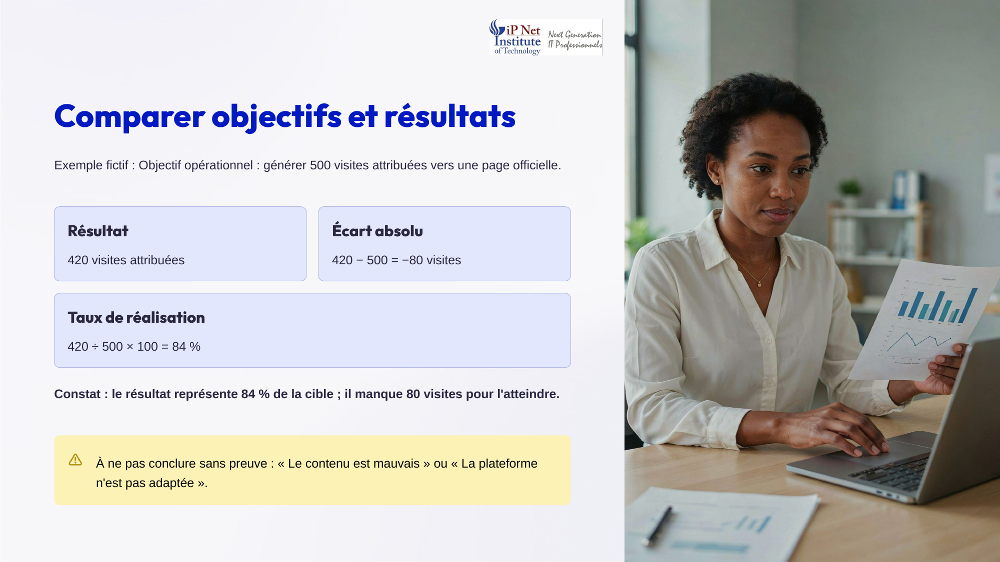 iP Net
Institute
of Technology
Next Generation
IT Professionnels
Comparer objectifs et résultats
Exemple fictif : Objectif opérationnel : générer 500 visites attribuées vers une page officielle.
Résultat
420 visites attribuées
Écart absolu
420 − 500 = −80 visites
Taux de réalisation
420 ÷ 500 × 100 = 84 %
Constat : le résultat représente 84 % de la cible ; il manque 80 visites pour l'atteindre.
À ne pas conclure sans preuve : « Le contenu est mauvais » ou « La plateforme
n'est pas adaptée ».